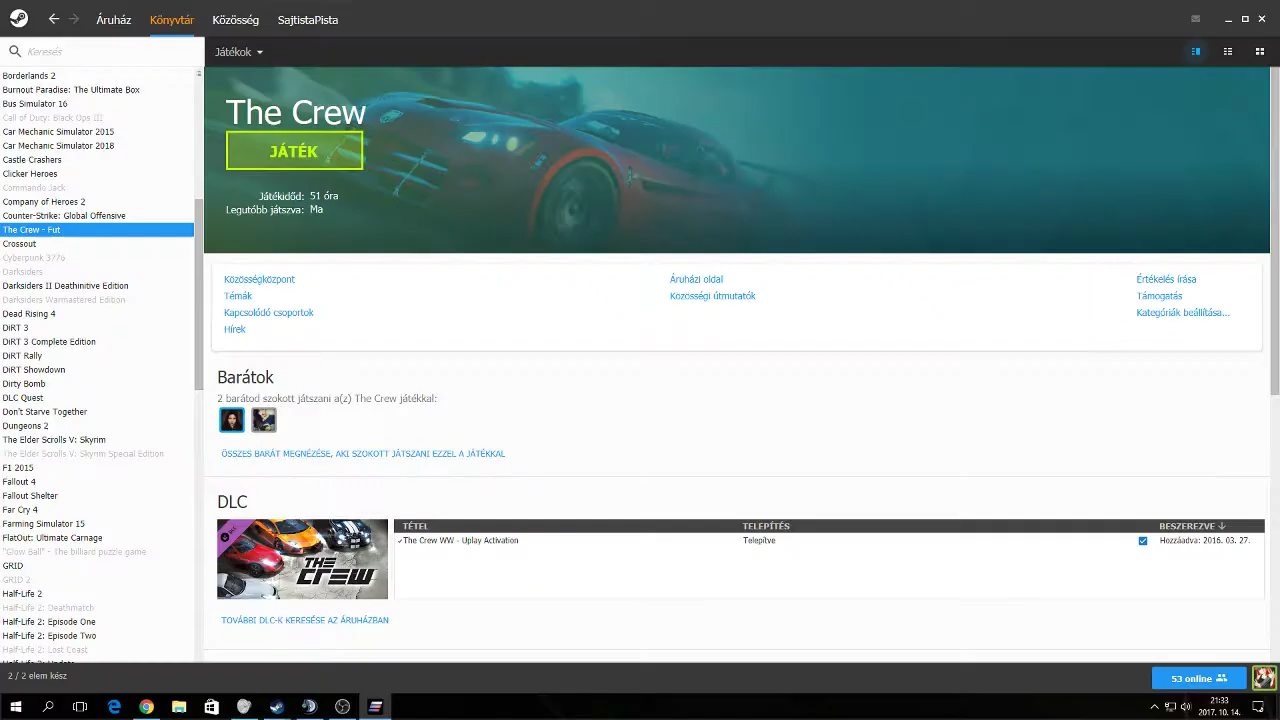 Áruház Könyvtár Közösség SajtistaPista
Keresés
Játékok
Borderlands 2
Burnout Paradise: The Ultimate Box
Bus Simulator 16
Call of Duty: Black Ops III
Car Mechanic Simulator 2015
Car Mechanic Simulator 2018
Castle Crashers
Clicker Heroes
Commando Jack
Company of Heroes 2
Counter-Strike: Global Offensive
The Crew - Fut
Crossout
Cyberpunk 3776
Darksiders
Darksiders II Deathinitive Edition
Darksiders Warmastered Edition
Dead Rising 4
DiRT 3
DiRT 3 Complete Edition
DiRT Rally
DiRT Showdown
Dirty Bomb
DLC Quest
Don't Starve Together
Dungeons 2
The Elder Scrolls V: Skyrim
The Elder Scrolls V: Skyrim Special Edition
F1 2015
Fallout 4
Fallout Shelter
Far Cry 4
Farming Simulator 15
FlatOut: Ultimate Carnage
"Glow Ball" - The billiard puzzle game
GRID
GRID 2
Half-Life 2
Half-Life 2: Deathmatch
Half-Life 2: Episode One
Half-Life 2: Episode Two
Half-Life 2: Lost Coast
Half-Life 2: Update
The Crew
JÁTÉK
Játékidőd: 51 óra
Legutóbb játszva: Ma
Közösségközpont
Témák
Kapcsolódó csoportok
Hírek
Áruházi oldal
Közösségi útmutatók
Értékelés írása
Támogatás
Kategóriák beállítása...
Barátok
2 barátod szokott játszani a(z) The Crew játékkal:
ÖSSZES BARÁT MEGNÉZÉSE, AKI SZOKOTT JÁTSZANI EZZEL A JÁTÉKKAL
DLC
DLC
THE CREW
TÉTEL TELEPÍTÉS BESZEREZVE
The Crew WW - Uplay Activation Telepítve Hozzáadva: 2016. 03. 27.
TOVÁBBI DLC-K KERESÉSE AZ ÁRUHÁZBAN
2 / 2 elem kész
53 online
21:33
2017. 10. 14.